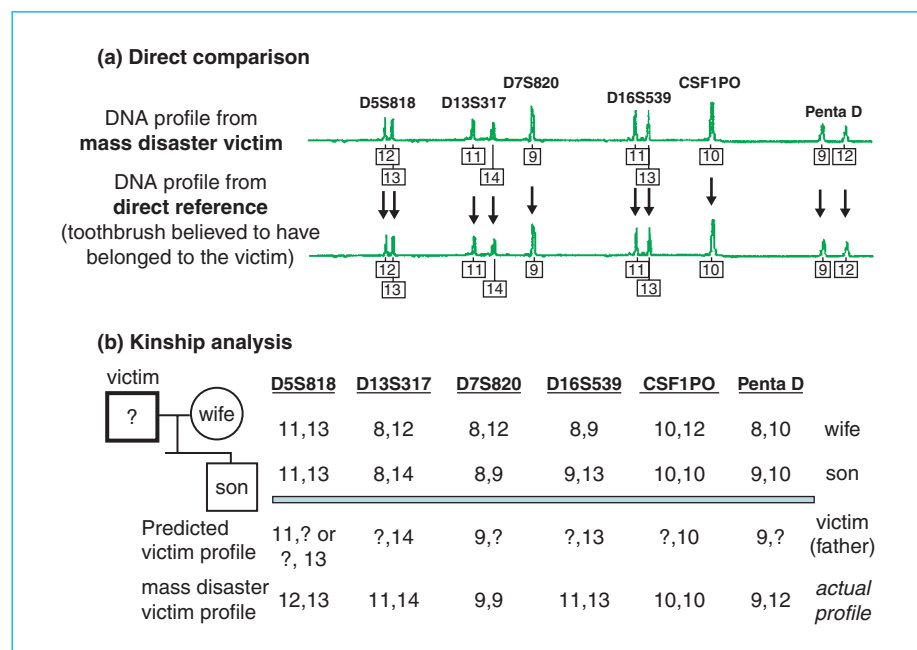 (a) Direct comparison
D5S818 D13S317 D7S820 D16S539 CSF1PO Penta D
DNA profile from
mass disaster victim
12 11 9 11 10 9 12
13 14 13
DNA profile from
direct reference
(toothbrush believed to have
belonged to the victim)
12 11 9 11 10 9 12
13 14 13
(b) Kinship analysis
victim
? wife
son
D5S818 D13S317 D7S820 D16S539 CSF1PO Penta D
11,13 8,12 8,12 8,9 10,12 8,10 wife
11,13 8,14 8,9 9,13 10,10 9,10 son
Predicted
victim profile
11,? or
?, 13
?,14 9,? ?,13 ?,10 9,?
victim
(father)
mass disaster
victim profile
12,13 11,14 9,9 11,13 10,10 9,12
actual
profile